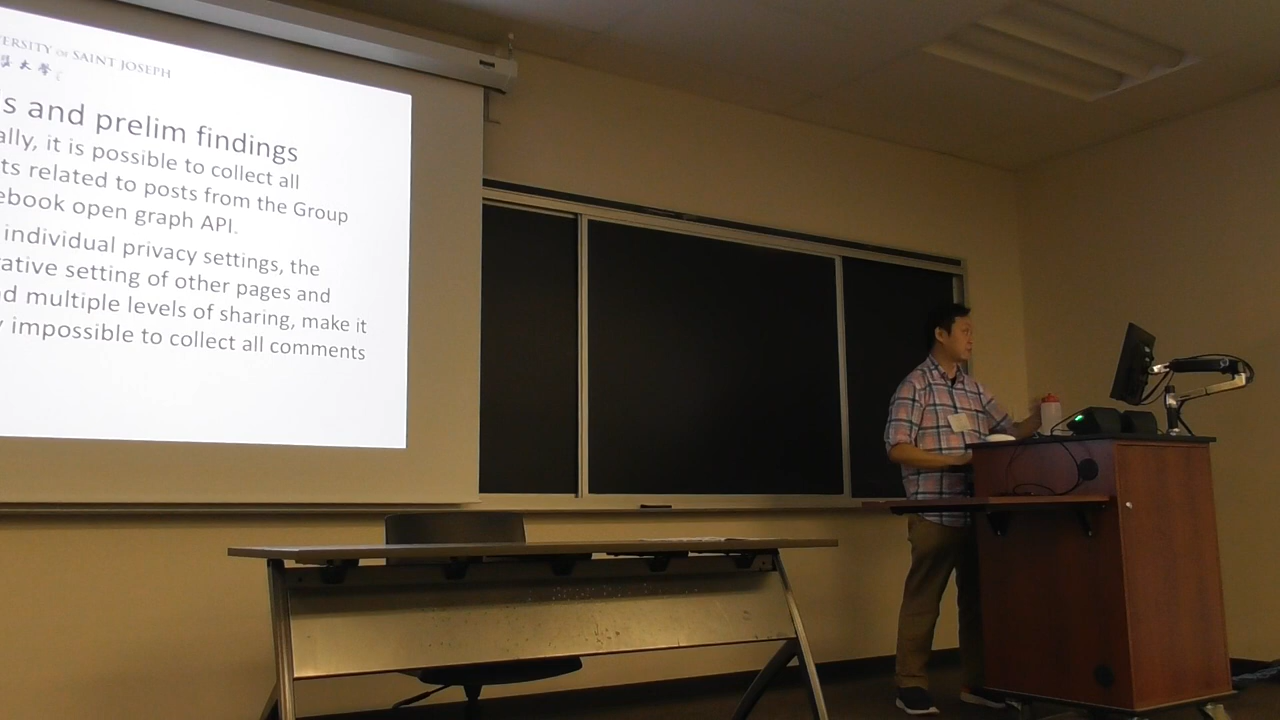 ERSITY OF SAINT JOSEPH
大學
s and prelim findings
ally, it is possible to collect all
ts related to posts from the Group
ebook open graph API.
individual privacy settings, the
ative setting of other pages and
d multiple levels of sharing, make it
y impossible to collect all comments